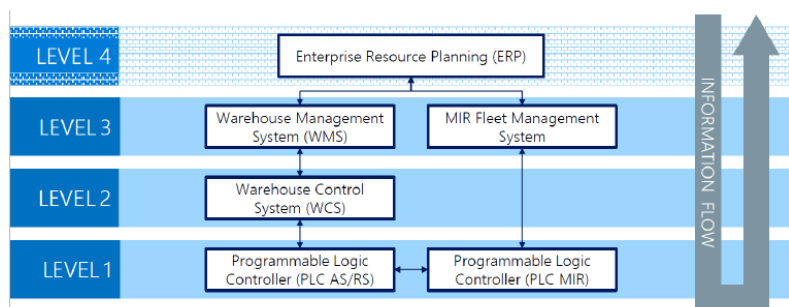 LEVEL 4
Enterprise Resource Planning (ERP)
LEVEL 3
Warehouse Management
System (WMS)
MIR Fleet Management
System
LEVEL 2
Warehouse Control
System (WCS)
LEVEL 1
Programmable Logic
Controller (PLC AS/RS)
Programmable Logic
Controller (PLC MIR)
INFORMATION FLOW